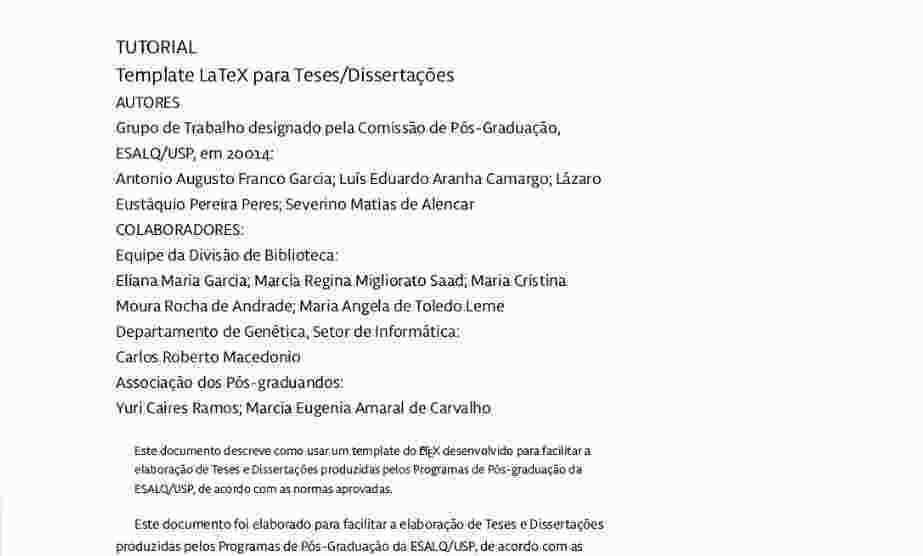 TUTORIAL
Template LaTeX para Teses/Dissertações
AUTORES
Grupo de Trabalho designado pela Comissão de Pós-Graduação,
ESALQ/USP, em 20014:
Antonio Augusto Franco Garcia; Luís Eduardo Aranha Camargo; Lázaro
Eustáquio Pereira Peres; Severino Matias de Alencar
COLABORADORES:
Equipe da Divisão de Biblioteca:
Eliana Maria Garcia; Marcia Regina Migliorato Saad; Maria Cristina
Moura Rocha de Andrade; Maria Angela de Toledo Leme
Departamento de Genética, Setor de Informática:
Carlos Roberto Macedonio
Associação dos Pós-graduandos:
Yuri Caires Ramos; Marcia Eugenia Amaral de Carvalho
Este documento descreve como usar um template do LaTeX desenvolvido para facilitar a
elaboração de Teses e Dissertações produzidas pelos Programas de Pós-graduação da
ESALQ/USP, de acordo com as normas aprovadas.
Este documento foi elaborado para facilitar a elaboração de Teses e Dissertações
produzidas pelos Programas de Pós-Graduação da ESALQ/USP, de acordo com as